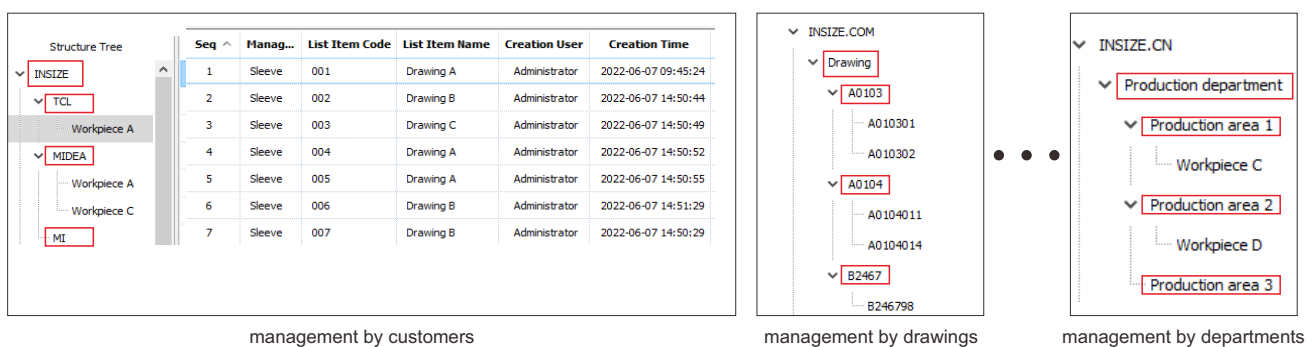 Structure Tree
INSIZE
TCL
Workpiece A
MIDEA
Workpiece A
Workpiece C
MI
Seq Manag... List Item Code List Item Name Creation User Creation Time
1 Sleeve 001 Drawing A Administrator 2022-06-07 09:45:24
2 Sleeve 002 Drawing B Administrator 2022-06-07 14:50:44
3 Sleeve 003 Drawing C Administrator 2022-06-07 14:50:49
4 Sleeve 004 Drawing A Administrator 2022-06-07 14:50:52
5 Sleeve 005 Drawing A Administrator 2022-06-07 14:50:55
6 Sleeve 006 Drawing B Administrator 2022-06-07 14:51:29
7 Sleeve 007 Drawing B Administrator 2022-06-07 14:50:29
management by customers
INSIZE.COM
Drawing
A0103
A010301
A010302
A0104
A0104011
A0104014
B2467
B246798
management by drawings
INSIZE.CN
Production department
Production area 1
Workpiece C
Production area 2
Workpiece D
Production area 3
management by departments